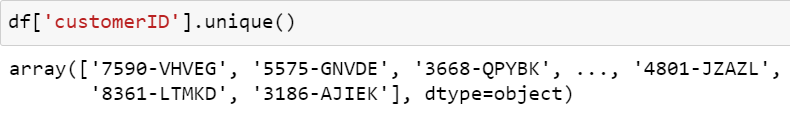 df['customerID'].unique()
array(['7590-VHVEG', '5575-GNVDE', '3668-QPYBK', ..., '4801-JZAZL',
'8361-LTMKD', '3186-AJIEK'], dtype=object)